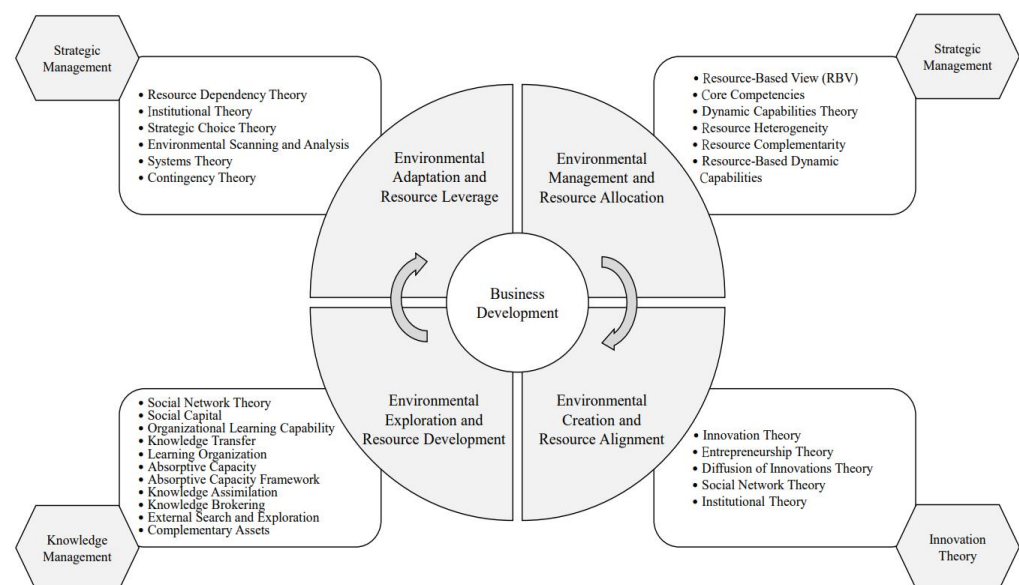 Strategic
Management
• Resource Dependency Theory
• Institutional Theory
• Strategic Choice Theory
• Environmental Scanning and Analysis
• Systems Theory
• Contingency Theory
Environmental
Adaptation and
Resource Leverage
Environmental
Management and
Resource Allocation
Strategic
Management
• Resource-Based View (RBV)
• Core Competencies
• Dynamic Capabilities Theory
• Resource Heterogeneity
• Resource Complementarity
• Resource-Based Dynamic
Capabilities
Business
Development
Knowledge
Management
• Social Network Theory
• Social Capital
• Organizational Learning Capability
• Knowledge Transfer
• Learning Organization
• Absorptive Capacity
• Absorptive Capacity Framework
• Knowledge Assimilation
• Knowledge Brokering
• External Search and Exploration
• Complementary Assets
Environmental
Exploration and
Resource Development
Environmental
Creation and
Resource Alignment
• Innovation Theory
• Entrepreneurship Theory
• Diffusion of Innovations Theory
• Social Network Theory
• Institutional Theory
Innovation
Theory